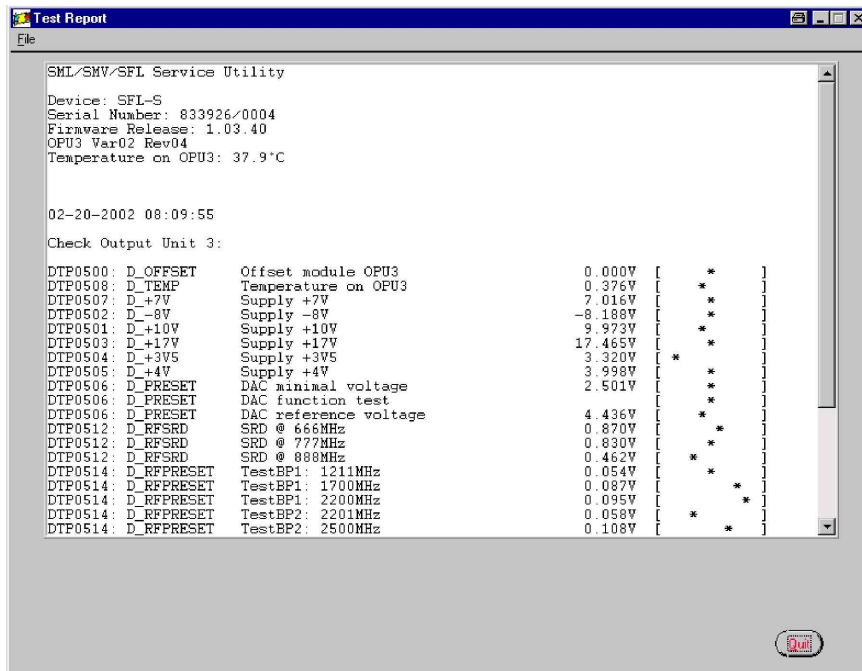 Test Report
File
SML/SMV/SFL Service Utility
Device: SFL-S
Serial Number: 833926/0004
Firmware Release: 1.03.40
OPU3 Var02 Rev04
Temperature on OPU3: 37.9°C
02-20-2002 08:09:55
Check Output Unit 3:
DTP0500: D_OFFSET Offset module OPU3 0.000V [ * ]
DTP0508: D_TEMP Temperature on OPU3 0.376V [ * ]
DTP0507: D_+7V Supply +7V 7.016V [ * ]
DTP0502: D_-8V Supply -8V -8.188V [ * ]
DTP0501: D_+10V Supply +10V 9.973V [ * ]
DTP0503: D_+17V Supply +17V 17.465V [ * ]
DTP0504: D_+3V5 Supply +3V5 3.320V [ * ]
DTP0505: D_+4V Supply +4V 3.998V [ * ]
DTP0506: D_PRESET DAC minimal voltage 2.501V [ * ]
DTP0506: D_PRESET DAC function test [ * ]
DTP0506: D_PRESET DAC reference voltage 4.436V [ * ]
DTP0512: D_RFSRD SRD @ 666MHz 0.870V [ * ]
DTP0512: D_RFSRD SRD @ 777MHz 0.830V [ * ]
DTP0512: D_RFSRD SRD @ 888MHz 0.462V [ * ]
DTP0514: D_RFPRESET TestBP1: 1211MHz 0.054V [ * ]
DTP0514: D_RFPRESET TestBP1: 1700MHz 0.087V [ * ]
DTP0514: D_RFPRESET TestBP1: 2200MHz 0.095V [ * ]
DTP0514: D_RFPRESET TestBP2: 2201MHz 0.058V [ * ]
DTP0514: D_RFPRESET TestBP2: 2500MHz 0.108V [ * ]
Quit